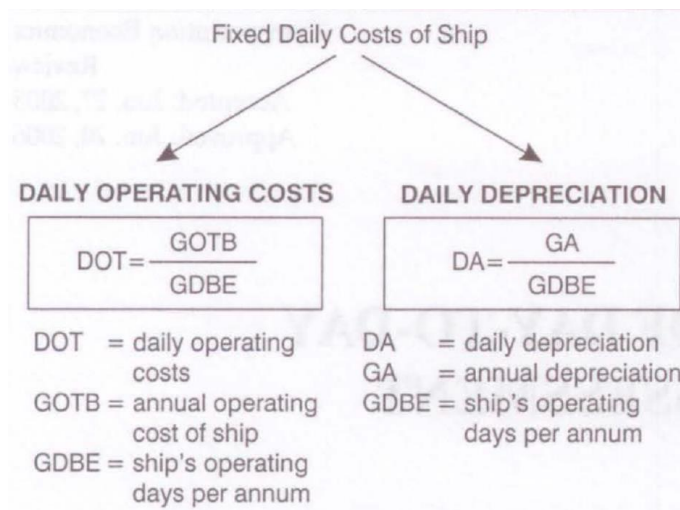 Fixed Daily Costs of Ship
DAILY OPERATING COSTS
DOT= GOTB
GDBE
DOT = daily operating
costs
GOTB = annual operating
cost of ship
GDBE = ship's operating
days per annum
DAILY DEPRECIATION
DA= GA
GDBE
DA = daily depreciation
GA = annual depreciation
GDBE = ship's operating
days per annum